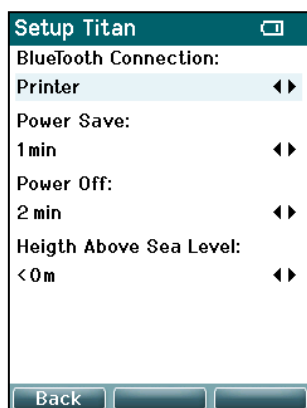 Setup Titan
BlueTooth Connection:
Printer
Power Save:
1 min
Power Off:
2 min
Heigth Above Sea Level:
<0m
Back